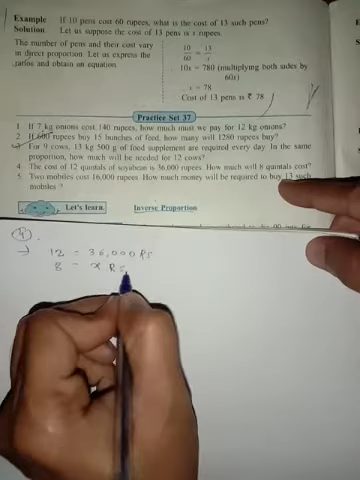 Example If 10 pens cost 60 rupees, what is the cost of 13 such pens?
Solution Let us suppose the cost of 13 pens is x rupees.
The number of pens and their cost vary
in direct proportion. Let us express the
ratios and obtain an equation.
10/60 = 13/x
10x = 780 (multiplying both sides by
60x)
∴ x = 78
Cost of 13 pens is ₹ 78
Practice Set 37
1 If 7 kg onions cost 140 rupees, how much must we pay for 12 kg onions?
2 If 600 rupees buy 15 bunches of feed, how many will 1280 rupees buy?
3 For 9 cows, 13 kg 500 g of food supplement are required every day. In the same
proportion, how much will be needed for 12 cows?
4 The cost of 12 quintals of soyabean is 36,000 rupees. How much will 8 quintals cost?
5 Two mobiles cost 16,000 rupees. How much money will be required to buy 13 such
mobiles ?
Let's learn. Inverse Proportion
4.
→ 12 = 36,000 RS
8 = x RS